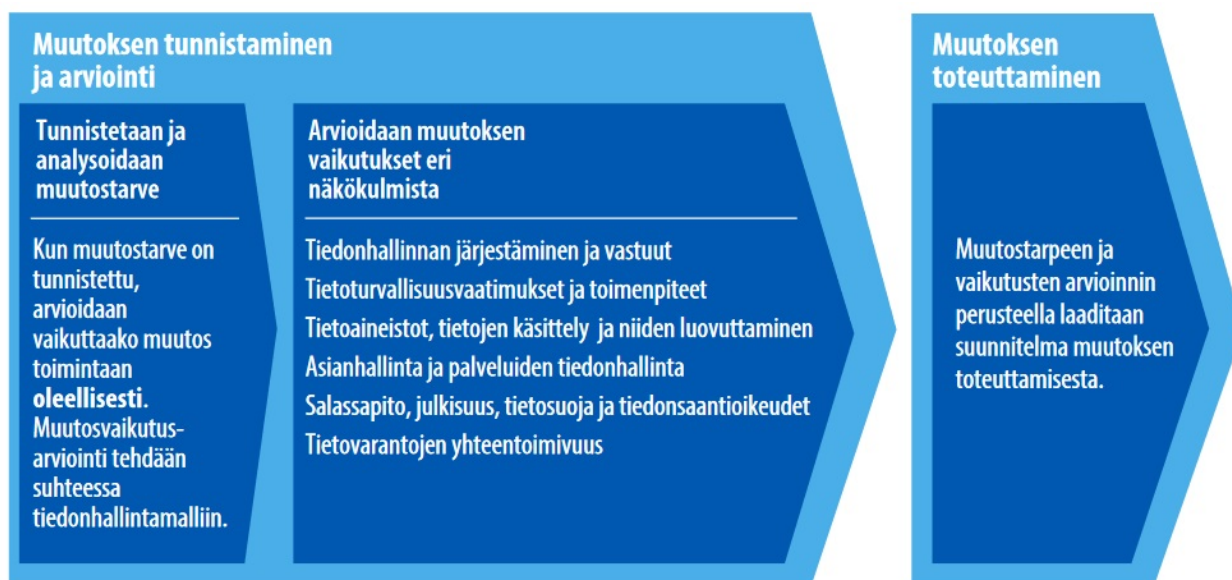 Muutoksen tunnistaminen
ja arviointi
Tunnistetaan ja
analysoidaan
muutostarve
Kun muutostarve on
tunnistettu,
arvioidaan
vaikuttaako muutos
toimintaan
oleellisesti.
Muutosvaikutus-
arviointi tehdään
suhteessa
tiedonhallintamalliin.
Arvioidaan muutoksen
vaikutukset eri
näkökulmista
Tiedonhallinnan järjestäminen ja vastuut
Tietoturvallisuusvaatimukset ja toimenpiteet
Tietoaineistot, tietojen käsittely ja niiden luovuttaminen
Asianhallinta ja palveluiden tiedonhallinta
Salassapito, julkisuus, tietosuoja ja tiedonsaantioikeudet
Tietovarantojen yhteentoimivuus
Muutoksen
toteuttaminen
Muutostarpeen ja
vaikutusten arvioinnin
perusteella laaditaan
suunnitelma muutoksen
toteuttamisesta.